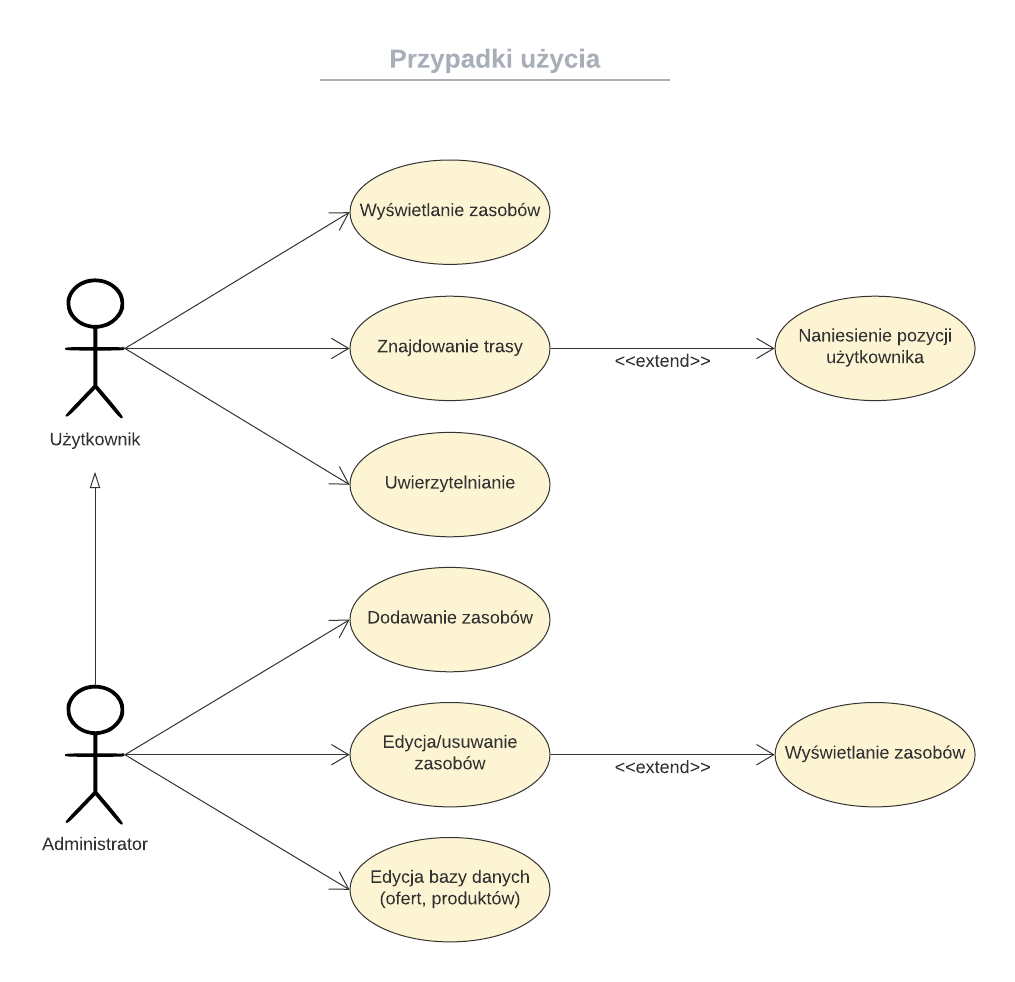 Przypadki użycia
Wyświetlanie zasobów
Znajdowanie trasy
<<extend>>
Naniesienie pozycji
użytkownika
Użytkownik
Uwierzytelnianie
Dodawanie zasobów
Edycja/usuwanie
zasobów
<<extend>>
Wyświetlanie zasobów
Administrator
Edycja bazy danych
(ofert, produktów)